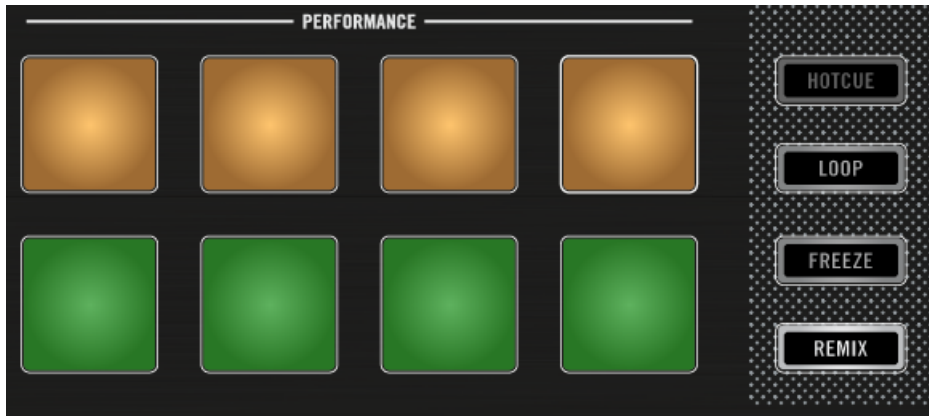 PERFORMANCE
HOTCUE
LOOP
FREEZE
REMIX